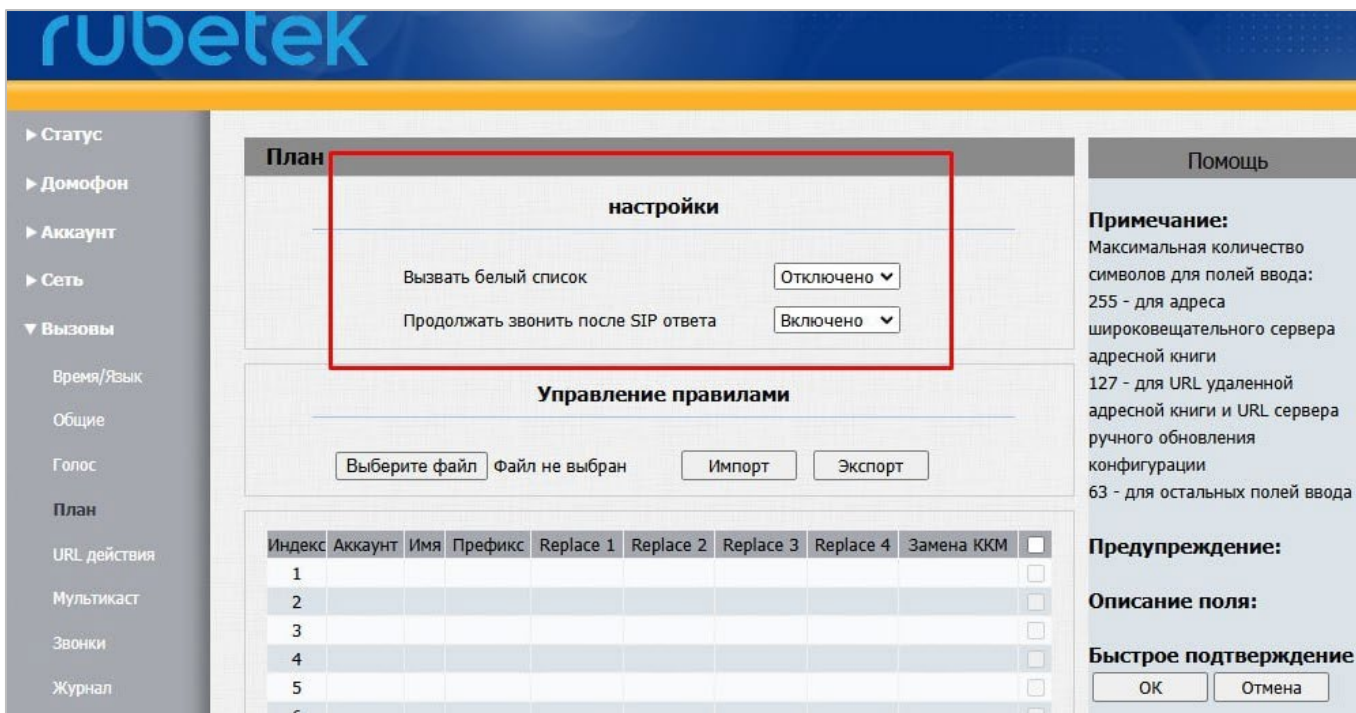 rubetek
Статус
Домофон
Аккаунт
Сеть
Вызовы
Время/Язык
Общие
Голос
План
URL действия
Мультикаст
Звонки
Журнал
План
настройки
Вызвать белый список Отключено
Продолжать звонить после SIP ответа Включено
Управление правилами
Выберите файл Файл не выбран Импорт Экспорт
Индекс Аккаунт Имя Префикс Replace 1 Replace 2 Replace 3 Replace 4 Замена ККМ
1
2
3
4
5
Помощь
Примечание:
Максимальная количество
символов для полей ввода:
255 - для адреса
широковещательного сервера
адресной книги
127 - для URL удаленной
адресной книги и URL сервера
ручного обновления
конфигурации
63 - для остальных полей ввода
Предупреждение:
Описание поля:
Быстрое подтверждение
ОК Отмена